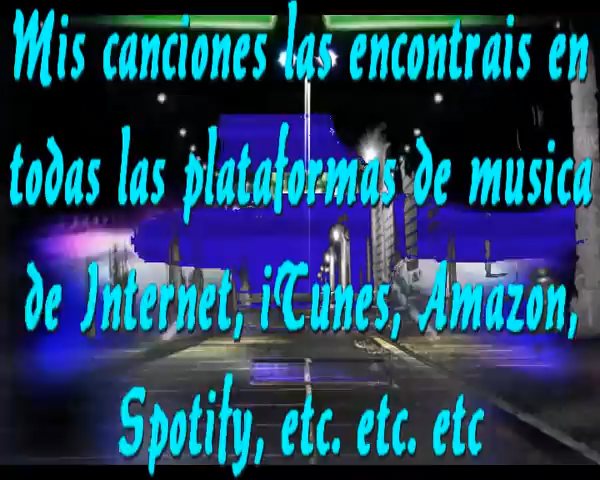 Mis canciones las encontrais en
todas las plataformas de musica
de Internet, iTunes, Amazon,
Spotify, etc. etc. etc